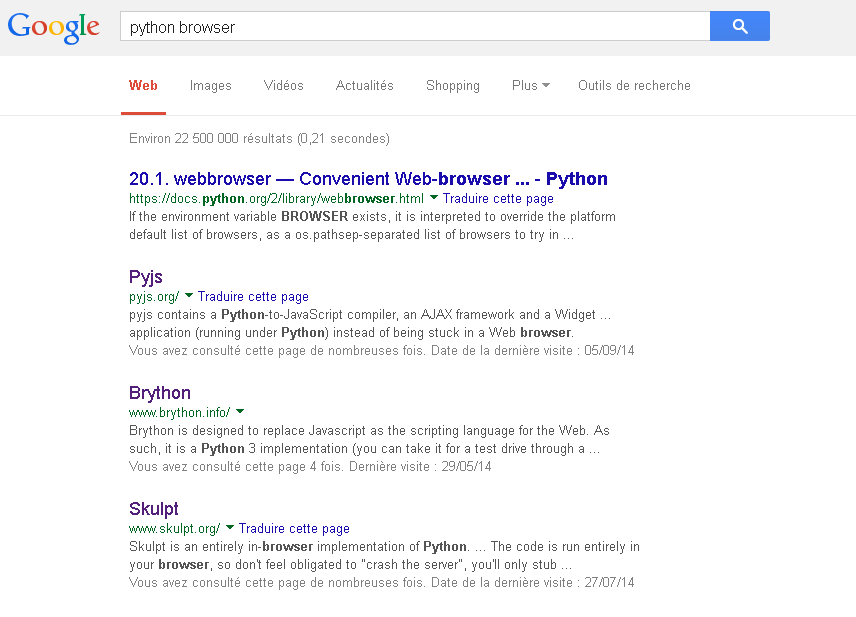 Google python browser
Web Images Vidéos Actualités Shopping Plus Outils de recherche
Environ 22 500 000 résultats (0,21 secondes)
20.1. webbrowser — Convenient Web-browser ... - Python
https://docs.python.org/2/library/webbrowser.html Traduire cette page
If the environment variable BROWSER exists, it is interpreted to override the platform
default list of browsers, as a os.pathsep-separated list of browsers to try in ...
Pyjs
pyjs.org/ Traduire cette page
pyjs contains a Python-to-JavaScript compiler, an AJAX framework and a Widget ...
application (running under Python) instead of being stuck in a Web browser.
Vous avez consulté cette page de nombreuses fois. Date de la dernière visite : 05/09/14
Brython
www.brython.info/
Brython is designed to replace Javascript as the scripting language for the Web. As
such, it is a Python 3 implementation (you can take it for a test drive through a ...
Vous avez consulté cette page 4 fois. Dernière visite : 29/05/14
Skulpt
www.skulpt.org/ Traduire cette page
Skulpt is an entirely in-browser implementation of Python. ... The code is run entirely in
your browser, so don't feel obligated to "crash the server", you'll only stub ...
Vous avez consulté cette page de nombreuses fois. Date de la dernière visite : 27/07/14